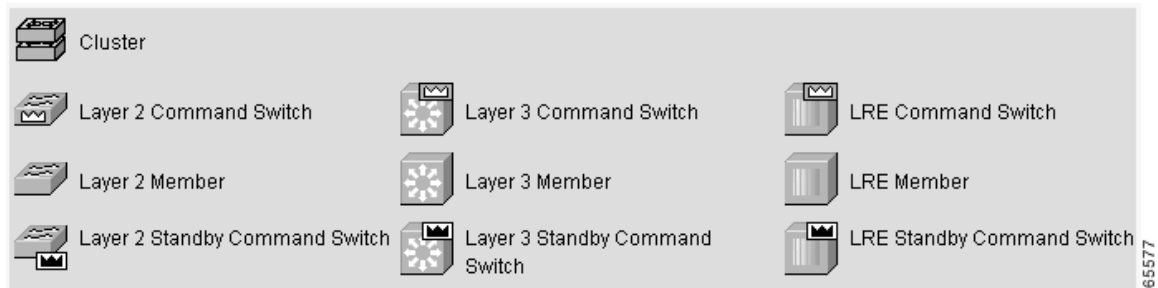 Cluster
Layer 2 Command Switch
Layer 3 Command Switch
LRE Command Switch
Layer 2 Member
Layer 3 Member
LRE Member
Layer 2 Standby Command Switch
Layer 3 Standby Command
Switch
LRE Standby Command Switch
65577